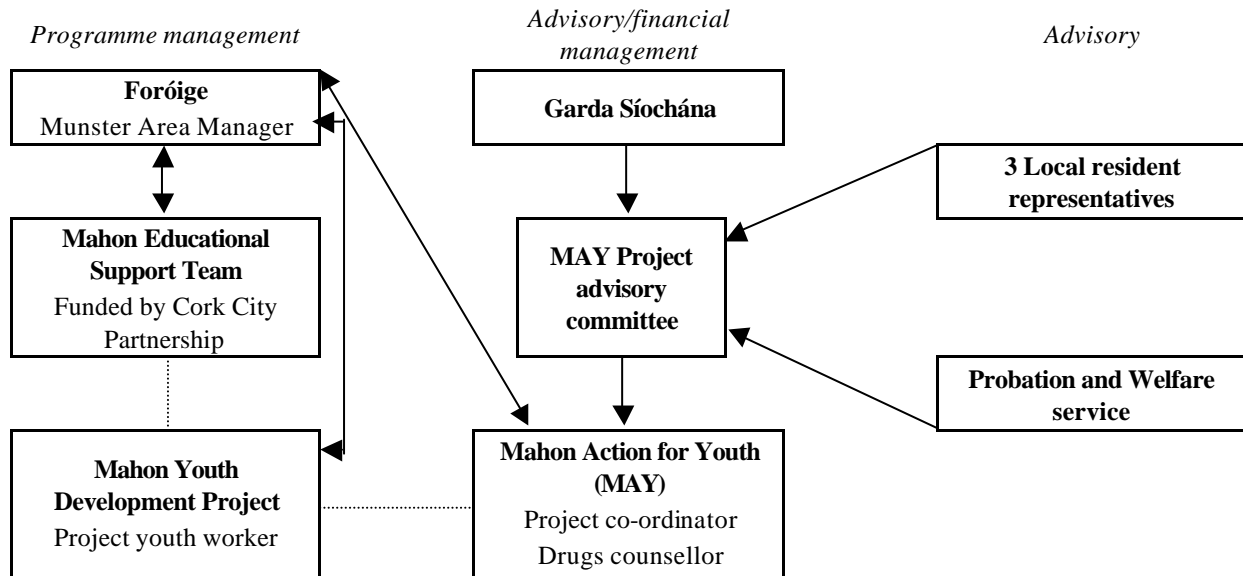 Programme management
Advisory/financial
management
Advisory
Foróige
Munster Area Manager
Garda Síochána
3 Local resident
representatives
Mahon Educational
Support Team
Funded by Cork City
Partnership
MAY Project
advisory
committee
Probation and Welfare
service
Mahon Youth
Development Project
Project youth worker
Mahon Action for Youth
(MAY)
Project co-ordinator
Drugs counsellor